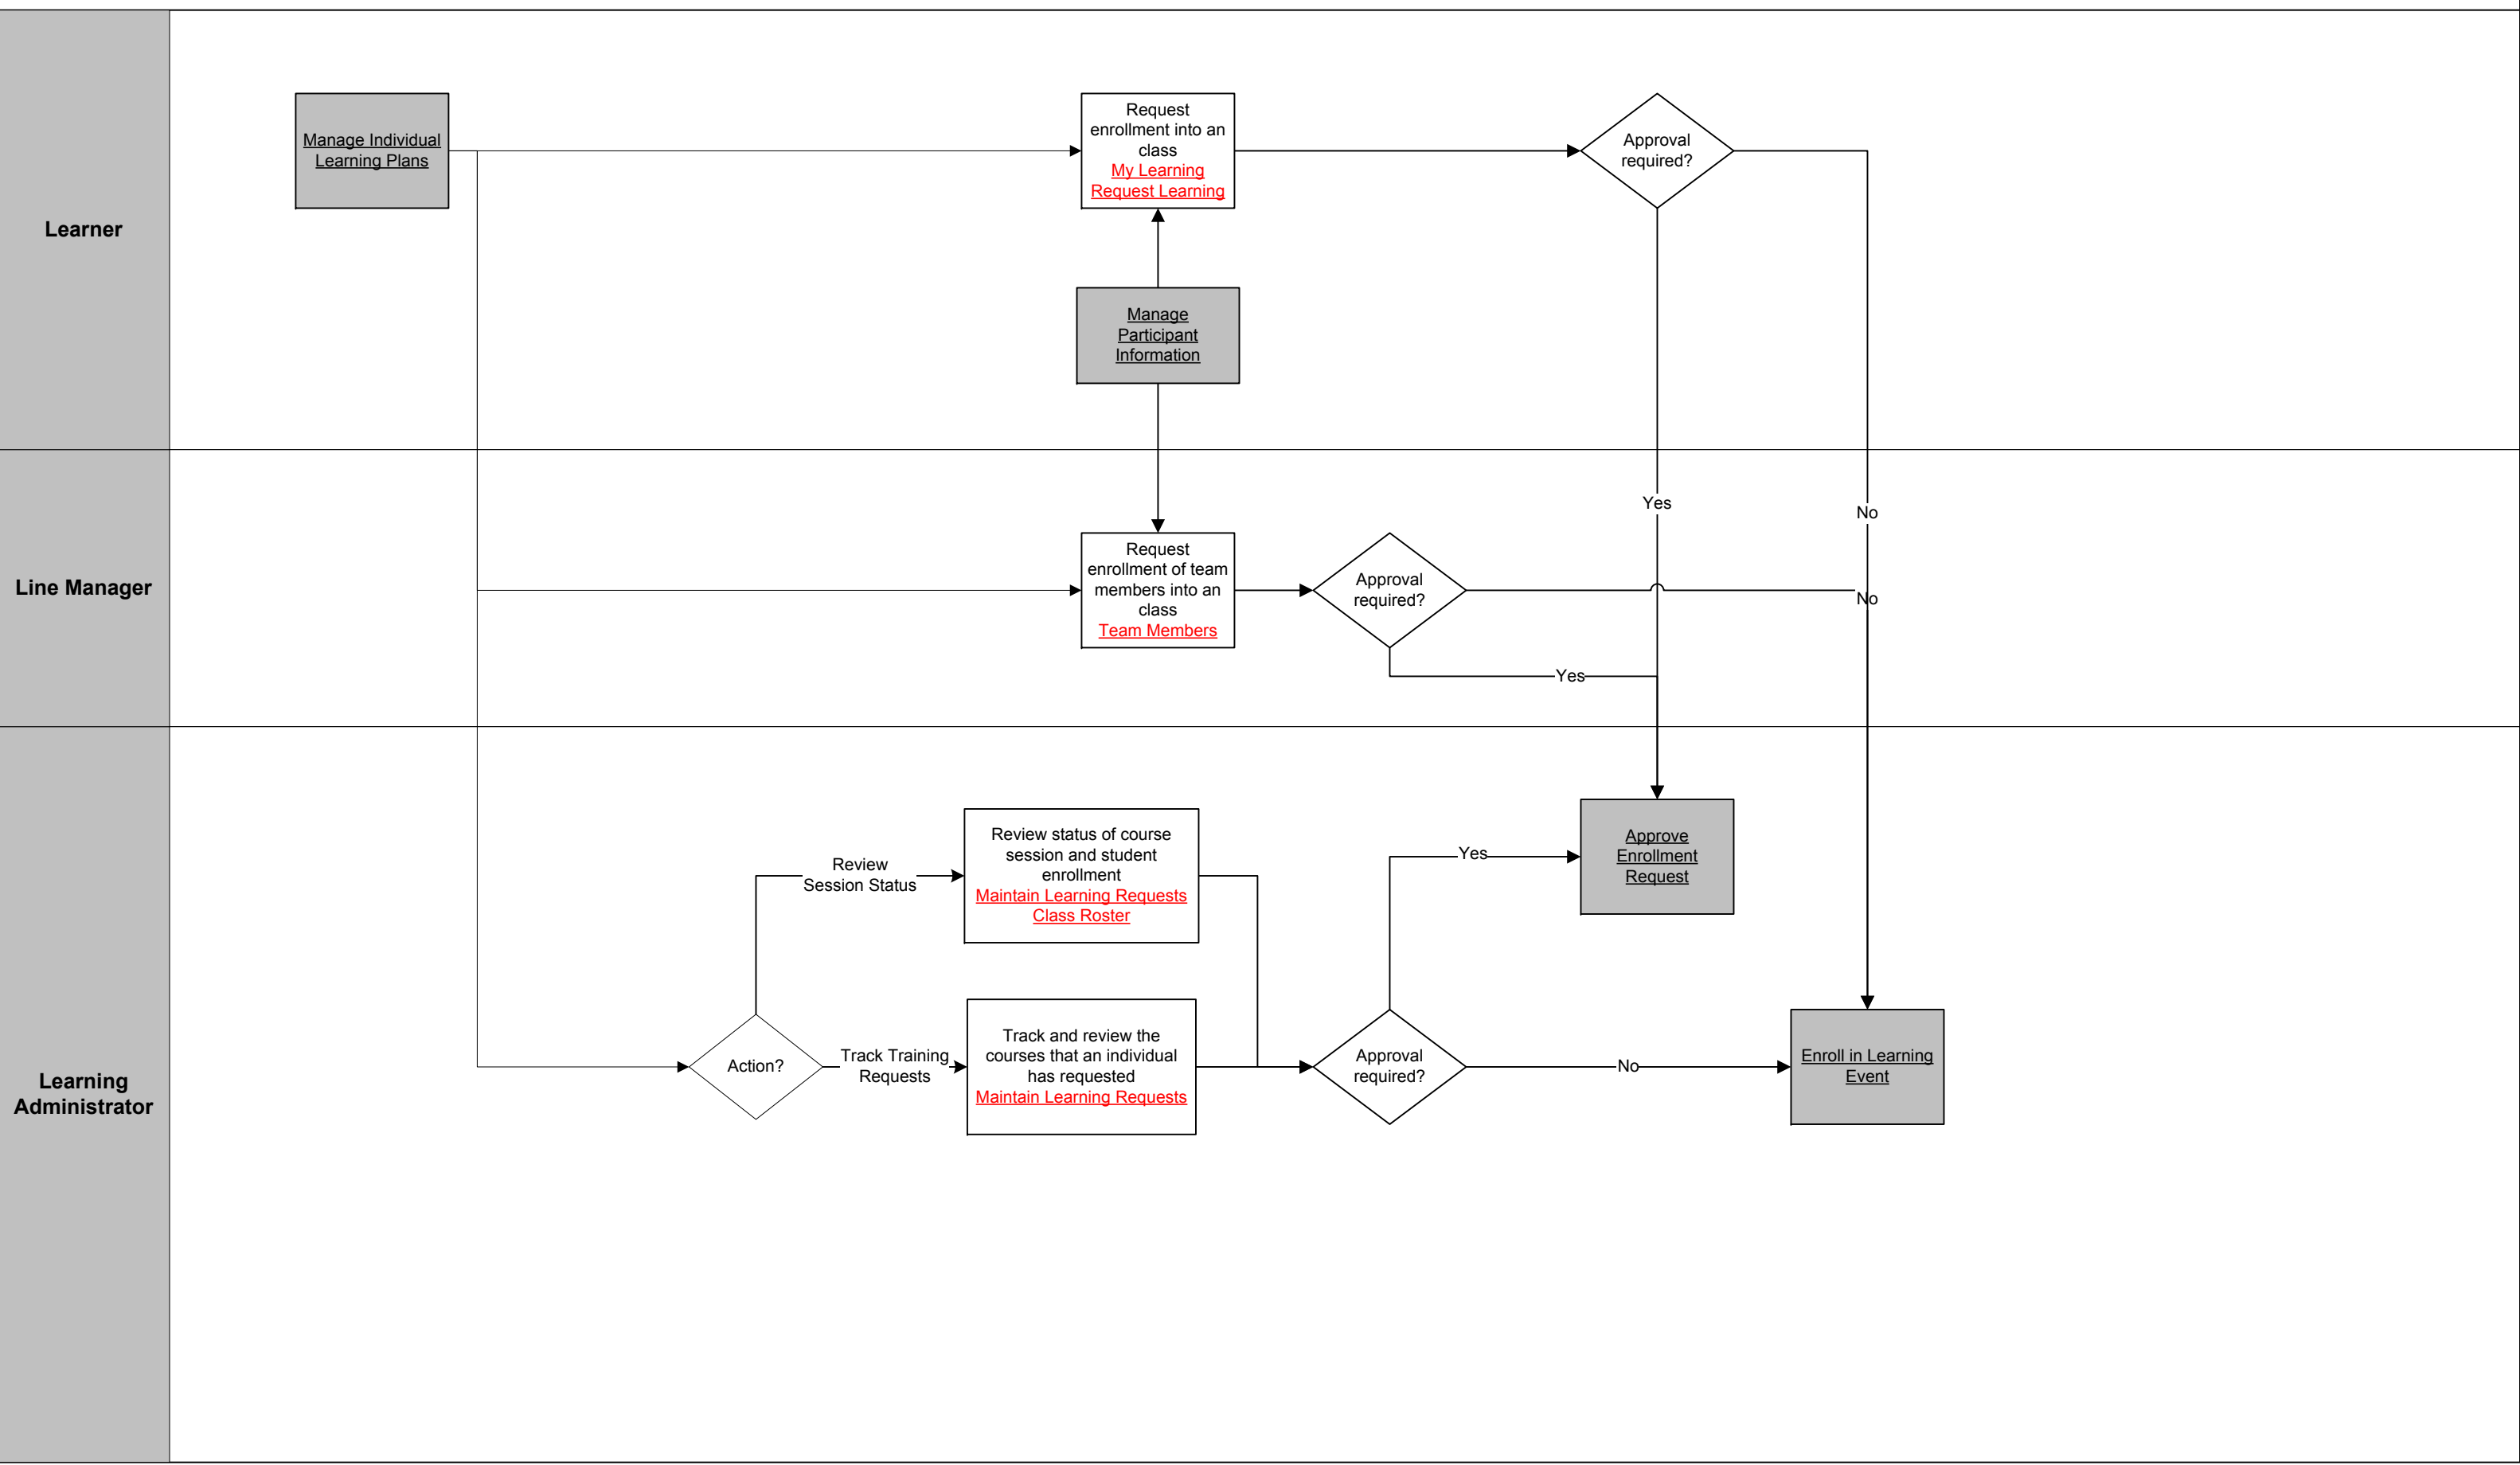 Learner
Manage Individual
Learning Plans
Request
enrollment into an
class
My Learning
Request Learning
Approval
required?
Manage
Participant
Information
Line Manager
Yes
No
Request
enrollment of team
members into an
class
Team Members
Approval
required?
No
Yes
Learning
Administrator
Action?
Review
Session Status
Review status of course
session and student
enrollment
Maintain Learning Requests
Class Roster
Track Training
Requests
Track and review the
courses that an individual
has requested
Maintain Learning Requests
Approval
required?
Yes
Approve
Enrollment
Request
No
Enroll in Learning
Event